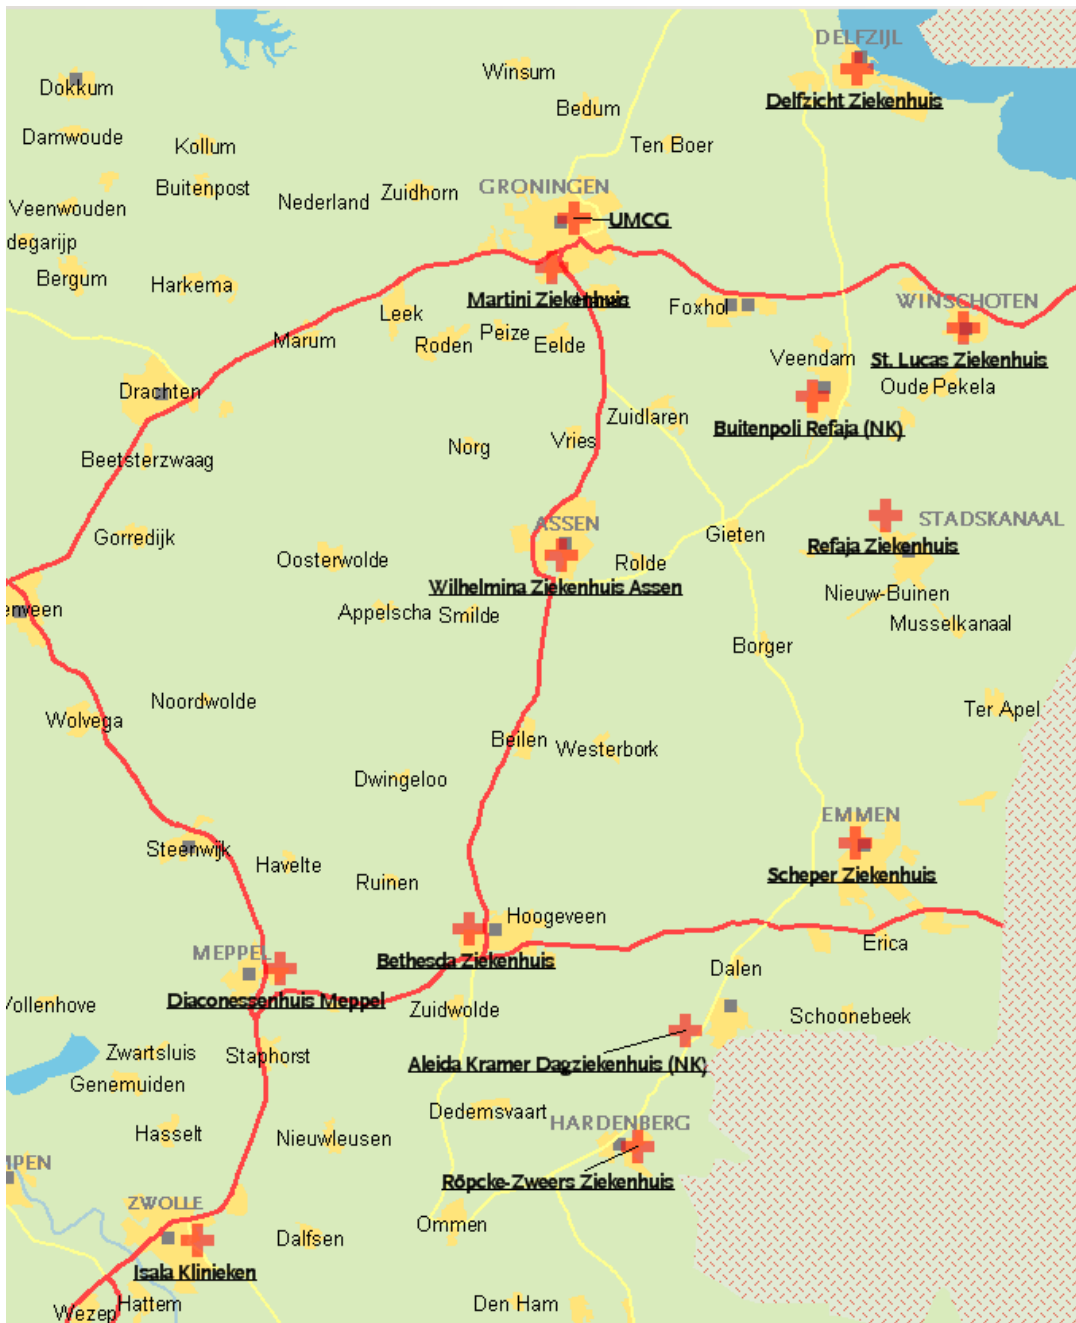 DELFZIJL
Winsum
Dokkum
Delfzicht Ziekenhuis
Bedum
Damwoude
Kollum
Ten Boer
Buitenpost
GRONINGEN
Zuidhorn
Nederland
Veenwouden
UMCG
degarijp
Bergum
Harkema
Martini Ziekenhuis
WINSCHOTEN
Leek
Foxhol
Peize
Marum
Roden
Eelde
St. Lucas Ziekenhuis
Veendam
Drachten
Oude Pekela
Zuidlaren
Buitenpoli Refaja (NK)
Vries
Norg
Beetsterzwaag
ASSEN
STADSKANAAL
Gorredijk
Gieten
Refaja Ziekenhuis
Oosterwolde
Rolde
Wilhelmina Ziekenhuis Assen
Nieuw-Buinen
enveen
Appelscha
Smilde
Musselkanaal
Borger
Noordwolde
Ter Apel
Wolvega
Beilen
Westerbork
Dwingeloo
EMMEN
Steenwijk
Havelte
Scheper Ziekenhuis
Ruinen
Hoogeveen
Erica
MEPPEL
Bethesda Ziekenhuis
Dalen
Diaconessenhuis Meppel
Vollenhove
Zuidwolde
Schoonebeek
Zwartsluis
Staphorst
Aleida Kramer Dagziekenhuis (NK)
Genemuiden
Dedemsvaart
HARDENBERG
Hasselt
Nieuwleusen
MPEN
Röpcke-Zweers Ziekenhuis
ZWOLLE
Ommen
Dalfsen
Isala Klinieken
Hattem
Den Ham
Wezep